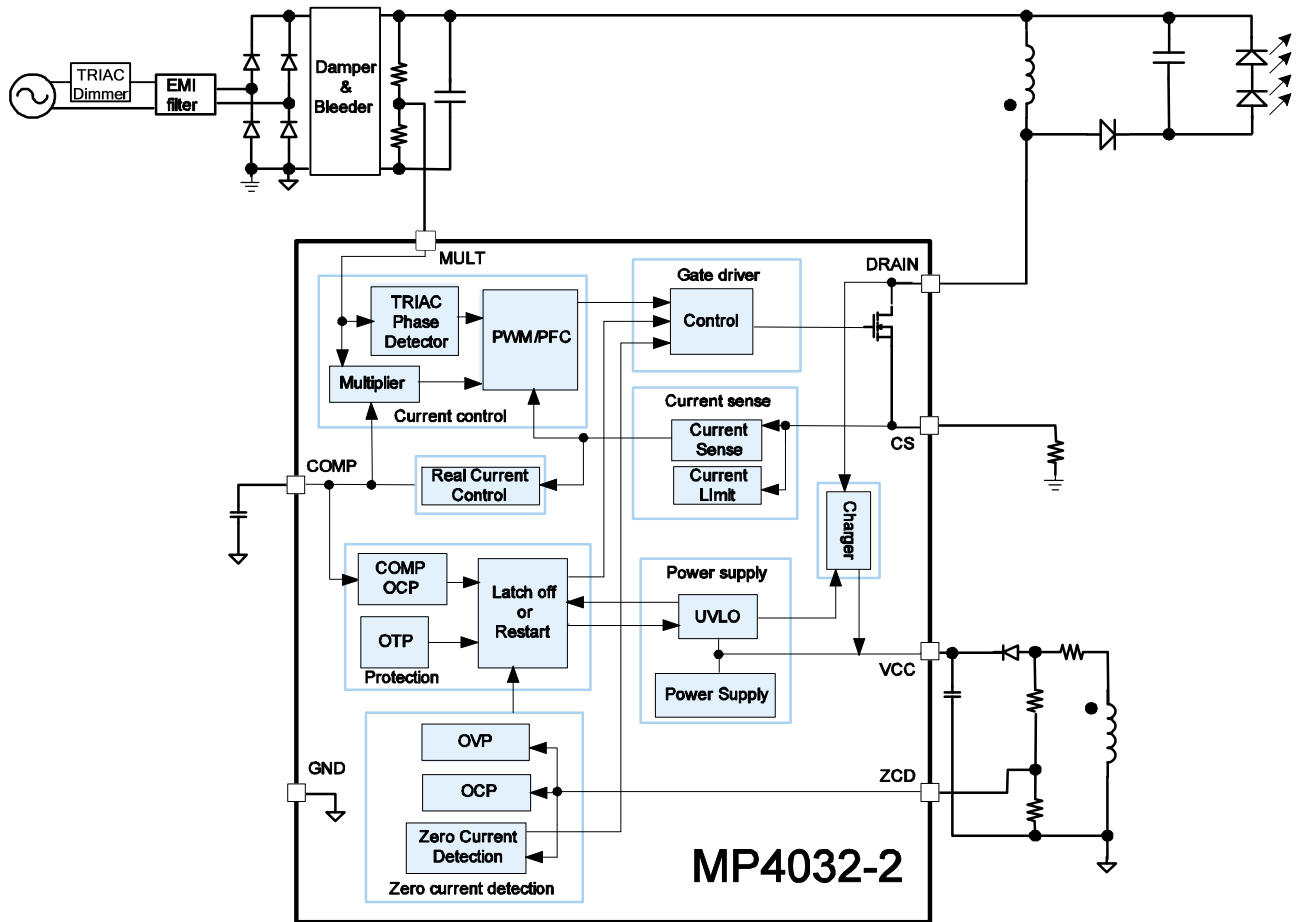 TRIAC
Dimmer
EMI
filter
Damper
&
Bleeder
MULT
DRAIN
Gate driver
TRIAC
Phase
Detector
PWM/PFC
Control
Multiplier
Current control
Current sense
Current
Sense
CS
COMP
Real Current
Control
Current
LImit
Charger
COMP
OCP
Latch off
or
Restart
Power supply
UVLO
OTP
Protection
VCC
Power Supply
OVP
GND
ZCD
OCP
Zero Current
Detection
Zero current detection
MP4032-2